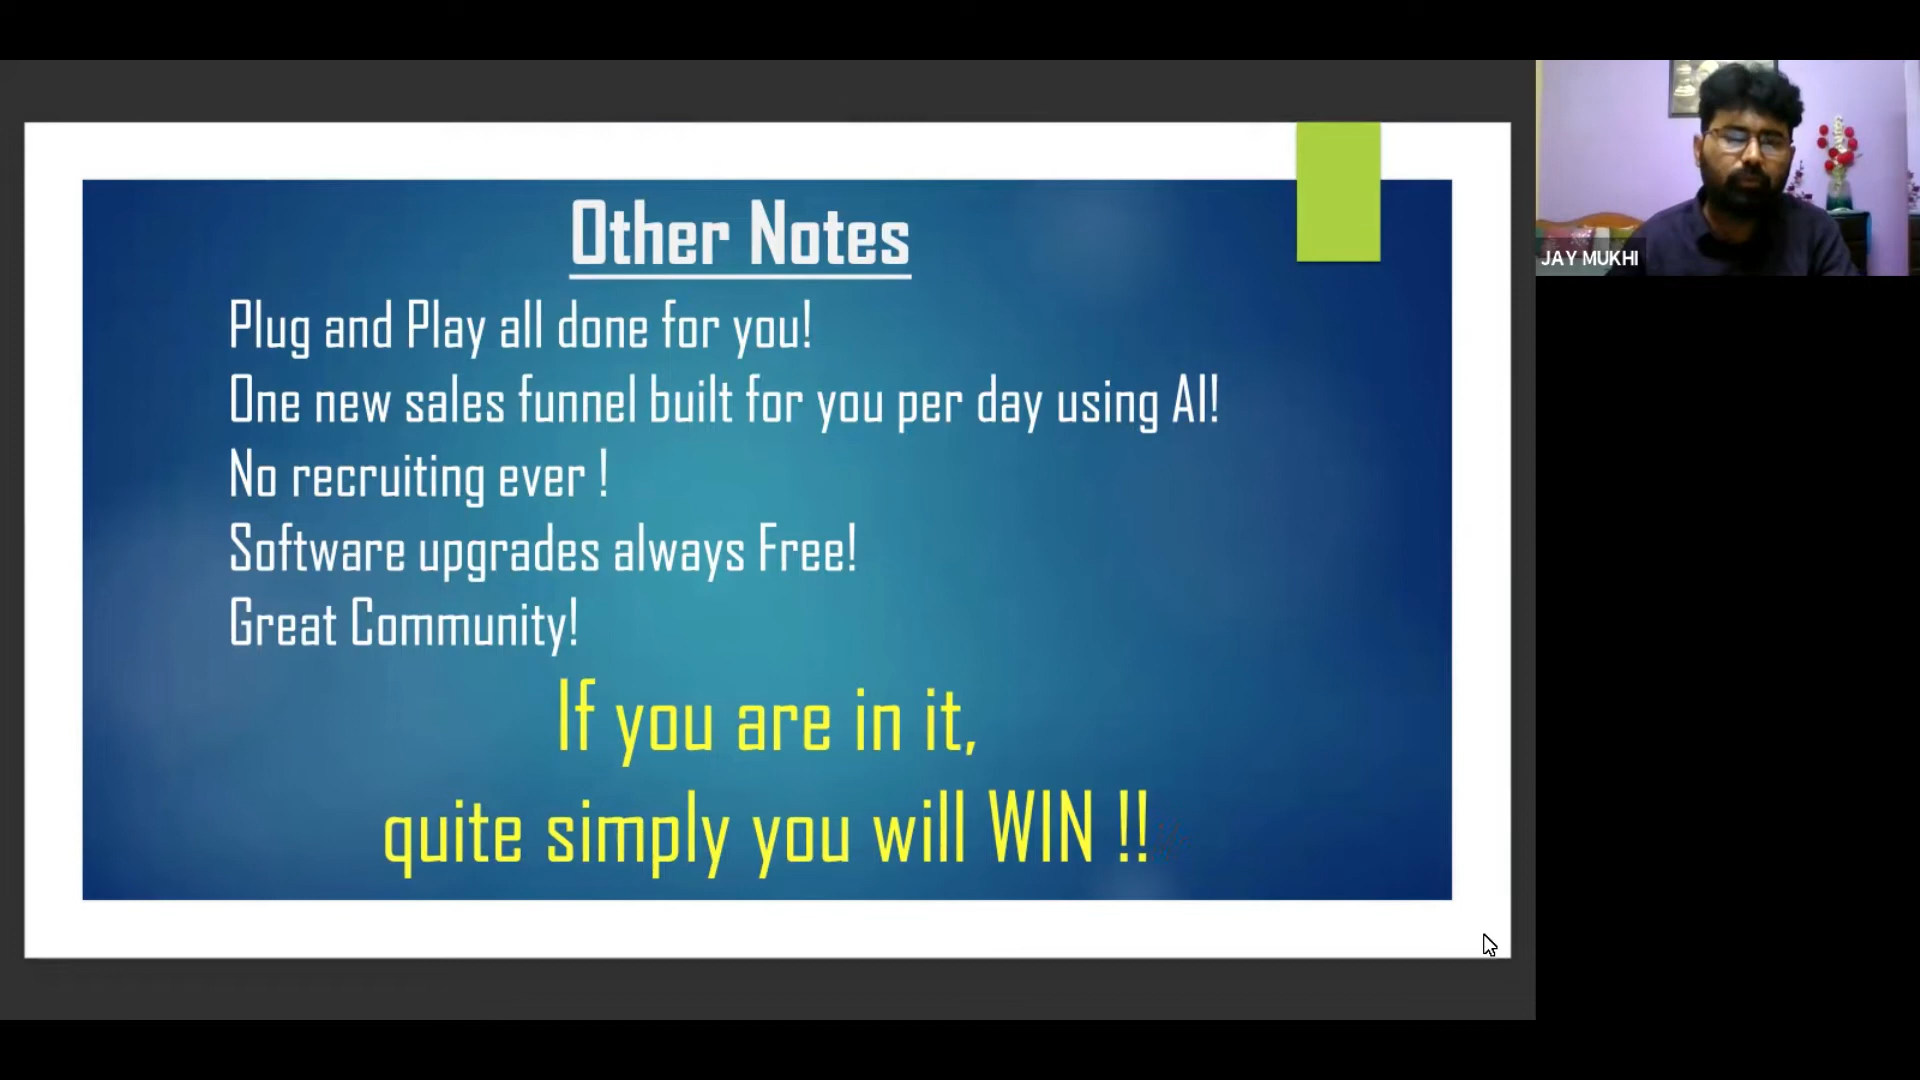 Other Notes
Plug and Play all done for you!
One new sales funnel built for you per day using AI!
No recruiting ever !
Software upgrades always Free!
Great Community!
If you are in it,
quite simply you will WIN !!
JAY MUKHI